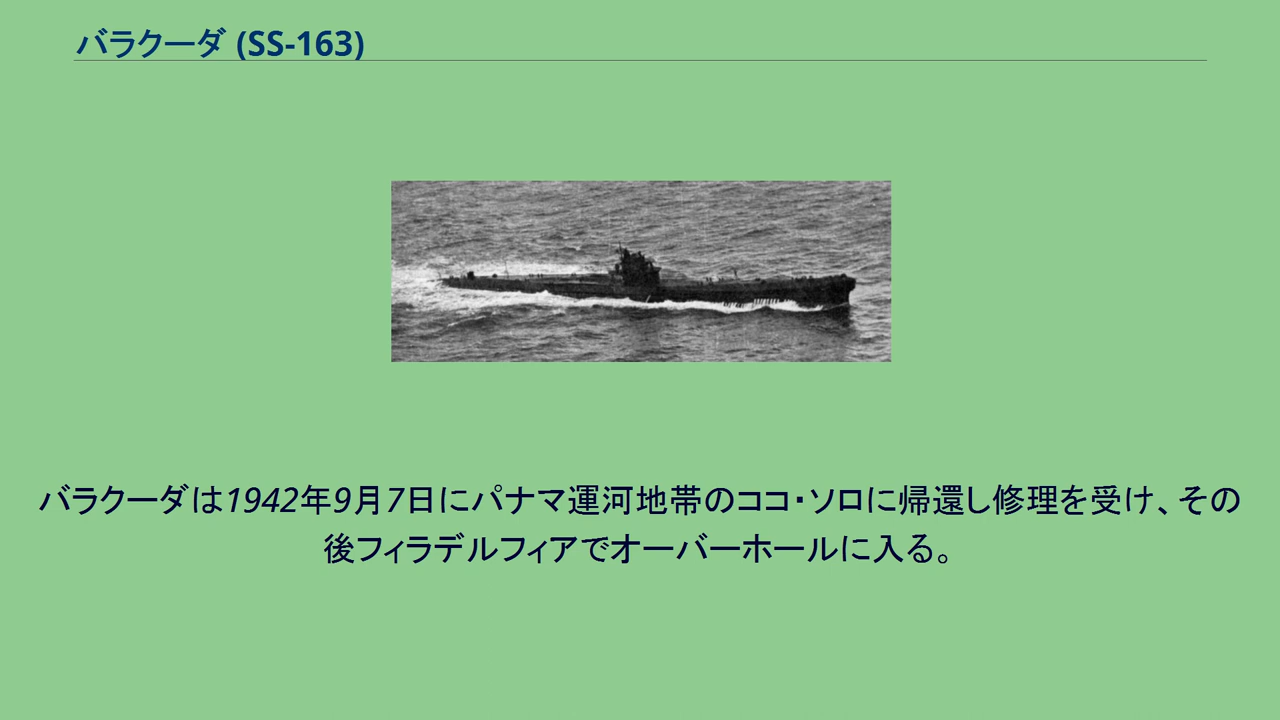 バラクーダ (SS-163)
バラクーダは1942年9月7日にパナマ運河地帯のココ・ソロに帰還し修理を受け、その
後フィラデルフィアでオーバーホールに入る。